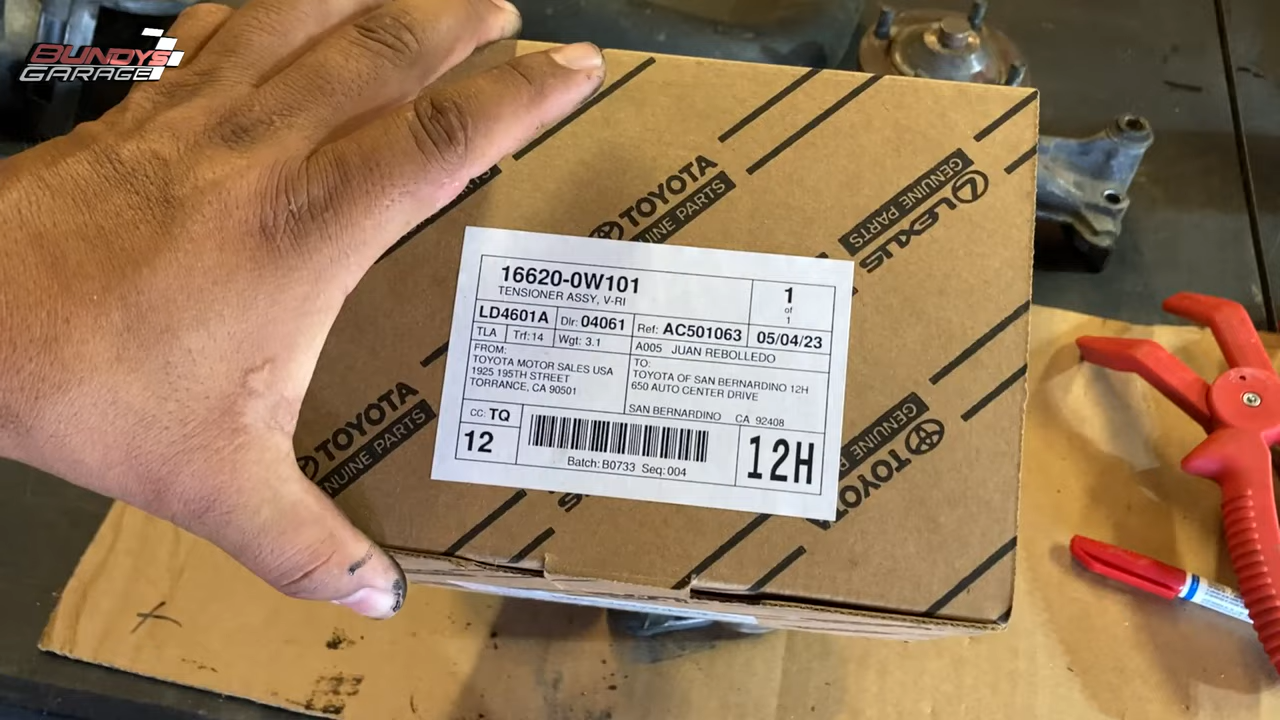 BUNDYS
GARAGE
TOYOTA
GENUINE PARTS
LEXUS
GENUINE PARTS
16620-0W101
TENSIONER ASSY, V-RI
1
of
1
LD4601A
Dlr: 04061
Ref: AC501063
05/04/23
TLA
Trf: 14
Wgt: 3.1
A005 JUAN REBOLLEDO
FROM:
TOYOTA MOTOR SALES USA
1925 195TH STREET
TORRANCE, CA 90501
TO:
TOYOTA OF SAN BERNARDINO 12H
650 AUTO CENTER DRIVE
SAN BERNARDINO CA 92408
CC: TQ
12
Batch: B0733 Seq: 004
12H
TOYOTA
GENUINE PARTS
TOYOTA
GENUINE PARTS